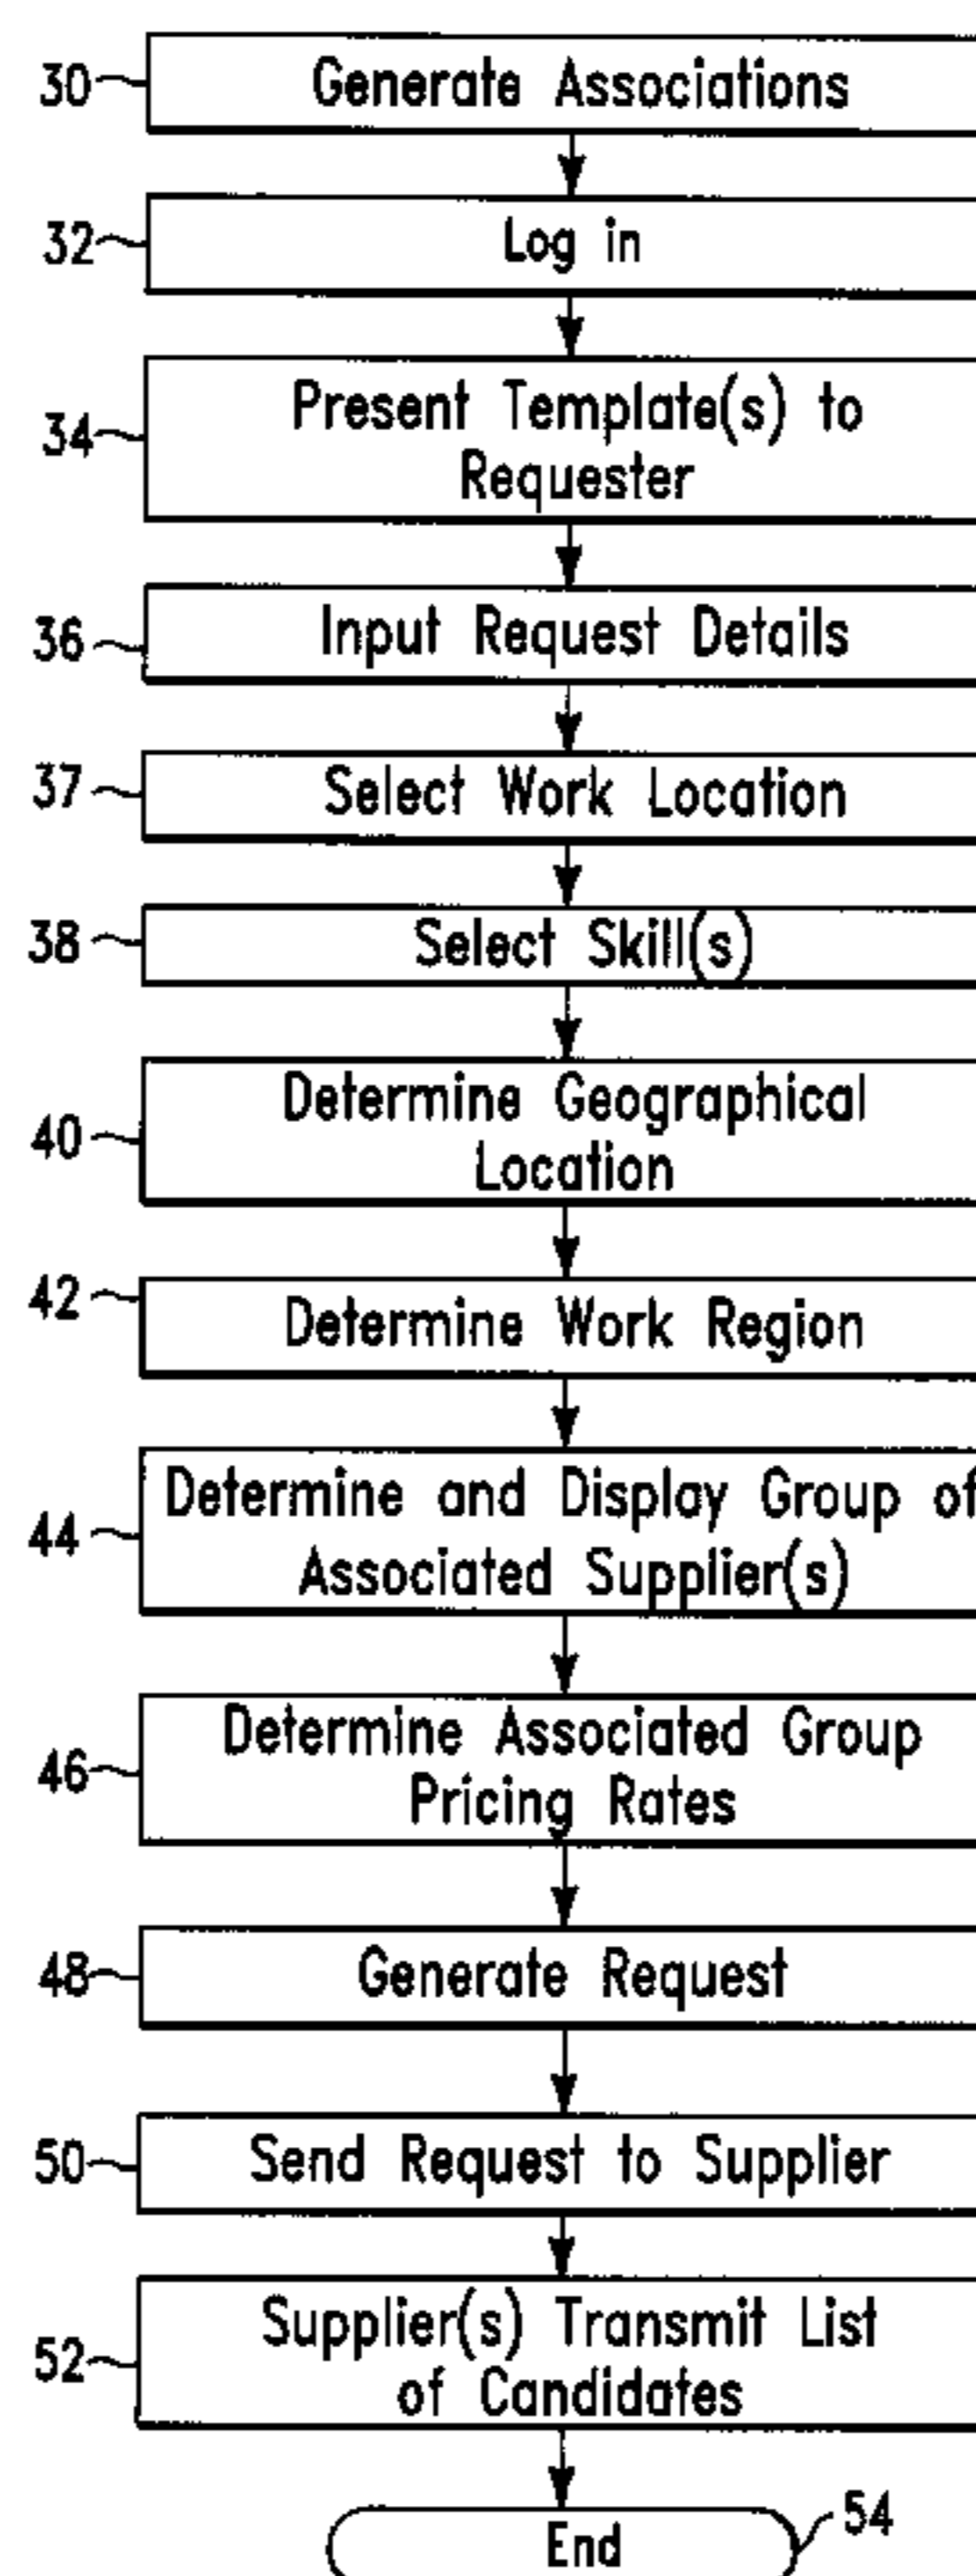 30
Generate Associations
32
Log in
34
Present Template(s) to
Requester
36
Input Request Details
37
Select Work Location
38
Select Skill(s)
40
Determine Geographical
Location
42
Determine Work Region
44
Determine and Display Group of
Associated Supplier(s)
46
Determine Associated Group
Pricing Rates
48
Generate Request
50
Send Request to Supplier
52
Supplier(s) Transmit List
of Candidates
54
End